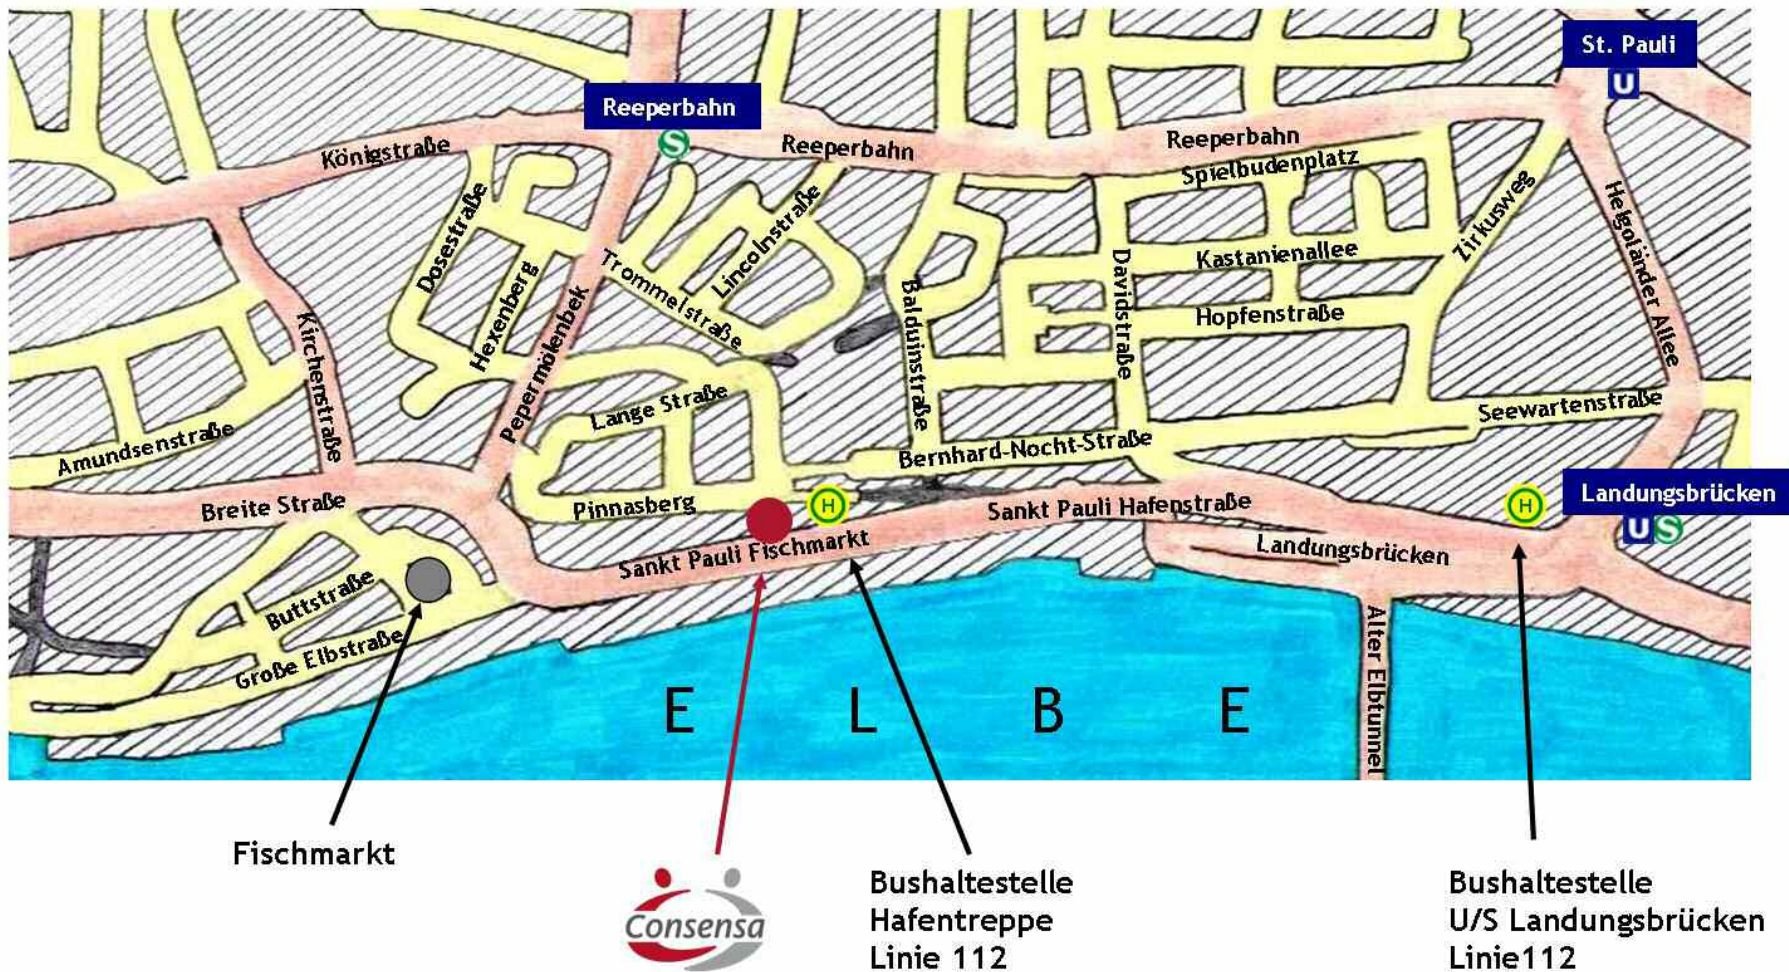 St. Pauli
U
Reeperbahn
S
Königstraße
Reeperbahn
Reeperbahn
Spielbudenplatz
Dosestraße
Hexenberg
Trommelstraße
Lincolnstraße
Balduinstraße
Davidstraße
Kastanienallee
Hopfenstraße
Zirkusweg
Helgoländer Allee
Kirchenstraße
Pepermölenbek
Lange Straße
Amundsenstraße
Bernhard-Nocht-Straße
Seewartenstraße
Breite Straße
Pinnasberg
H
Sankt Pauli Hafenstraße
H
Landungsbrücken
U S
Sankt Pauli Fischmarkt
Landungsbrücken
Buttstraße
Große Elbstraße
Alter Elbtunnel
E L B E
Fischmarkt
Consensa
Bushaltestelle
Hafentreppe
Linie 112
Bushaltestelle
U/S Landungsbrücken
Linie112